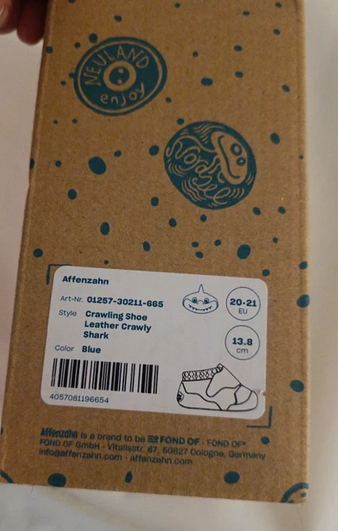 NEULAND
enjoy
Affenzahn
Art-Nr. 01257-30211-665
Style Crawling Shoe
Leather Crawly
Shark
Color Blue
20-21
EU
13.8
cm
4057081196654
Affenzahn is a brand to be FOND OF · FOND OF®
FOND OF GmbH · Vitalisstr. 67, 50827 Cologne, Germany
info@affenzahn.com · affenzahn.com